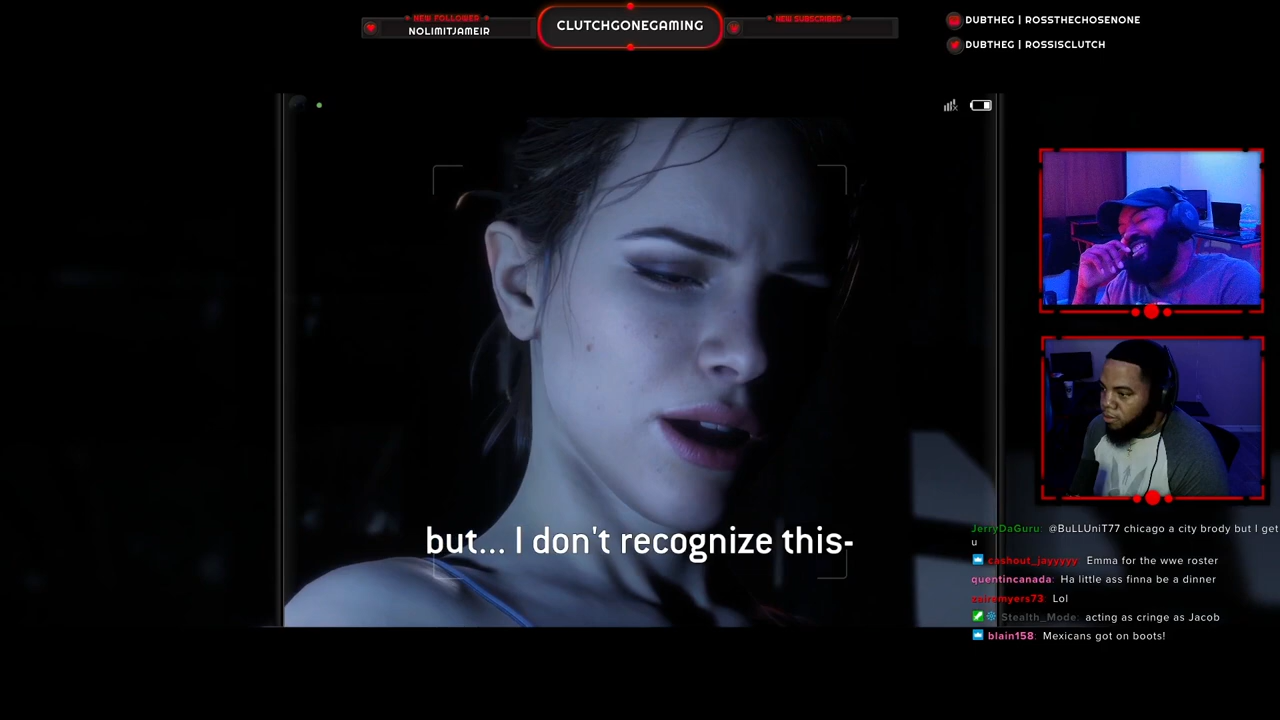 NEW FOLLOWER
NOLIMITJAMEIR
CLUTCHGONEGAMING
NEW SUBSCRIBER
DUBTHEG | ROSSTHECHOSENONE
DUBTHEG | ROSSISCLUTCH
but... I don't recognize this-
JerryDaGuru: @BuLLUniT77 chicago a city brody but I get
u
cashout_jayyyyy: Emma for the wwe roster
quentincanada: Ha little ass finna be a dinner
zairamyers73: Lol
Stealth_Mode: acting as cringe as Jacob
blain158: Mexicans got on boots!